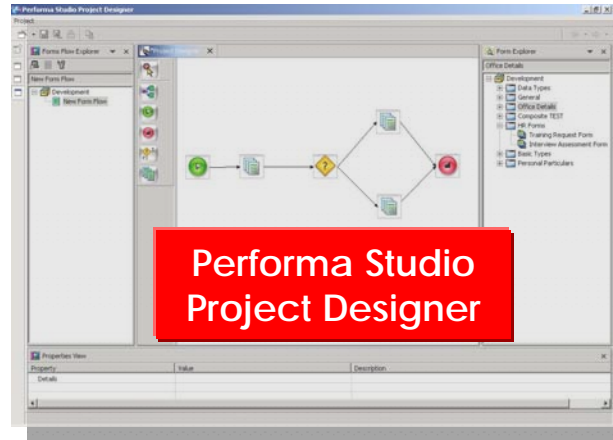 Performa Studio Project Designer
Project
Forms Flow Explorer
New Form Flow
Development
New Form Flow
Project Designer
?
Form Explorer
Office Details
Development
Data Types
General
Office Details
Composite TEST
HR Forms
Training Request Form
Interview Assessment Form
Basic Types
Personal Particulars
Performa Studio
Project Designer
Properties View
Property Value Description
Details